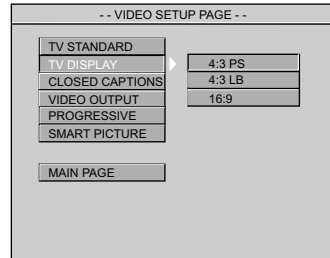 - - VIDEO SETUP PAGE - -
TV STANDARD
TV DISPLAY
4:3 PS
CLOSED CAPTIONS
4:3 LB
VIDEO OUTPUT
16:9
PROGRESSIVE
SMART PICTURE
MAIN PAGE